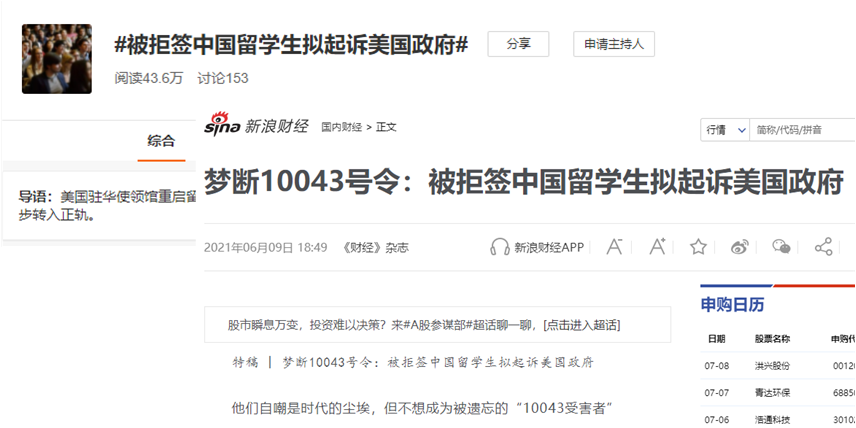 #被拒签中国留学生拟起诉美国政府#
分享
申请主持人
阅读43.6万 讨论153
综合
导语：美国驻华使领馆重启留
步转入正轨。
sina 新浪财经 国内财经 > 正文
行情 简称/代码/拼音
梦断10043号令：被拒签中国留学生拟起诉美国政府
2021年06月09日 18:49 《财经》杂志
新浪财经APP
A- A+
股市瞬息万变，投资难以决策？来#A股参谋部#超话聊一聊，[点击进入超话]
特稿 | 梦断10043号令：被拒签中国留学生拟起诉美国政府
他们自嘲是时代的尘埃，但不想成为被遗忘的“10043受害者”
申购日历
日期 股票名称 申购代
07-08 洪兴股份 00120
07-07 青达环保 68850
07-06 浩通科技 30102